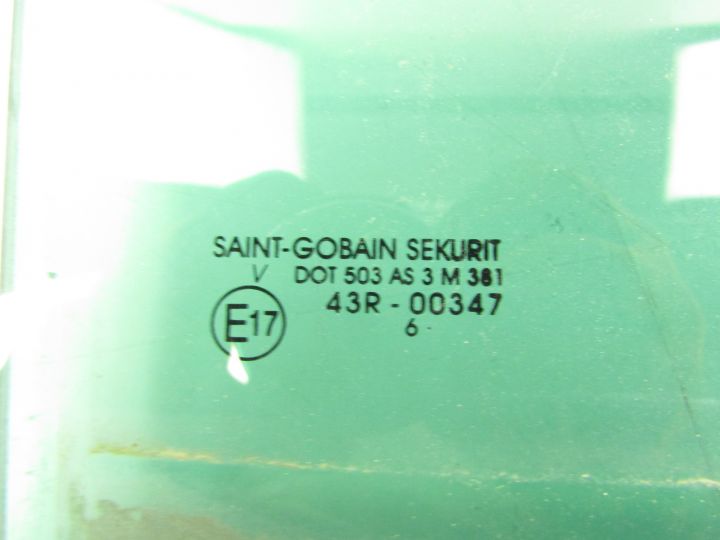 SAINT-GOBAIN SEKURIT
V DOT 503 AS 3 M 381
E17 43R - 00347
6